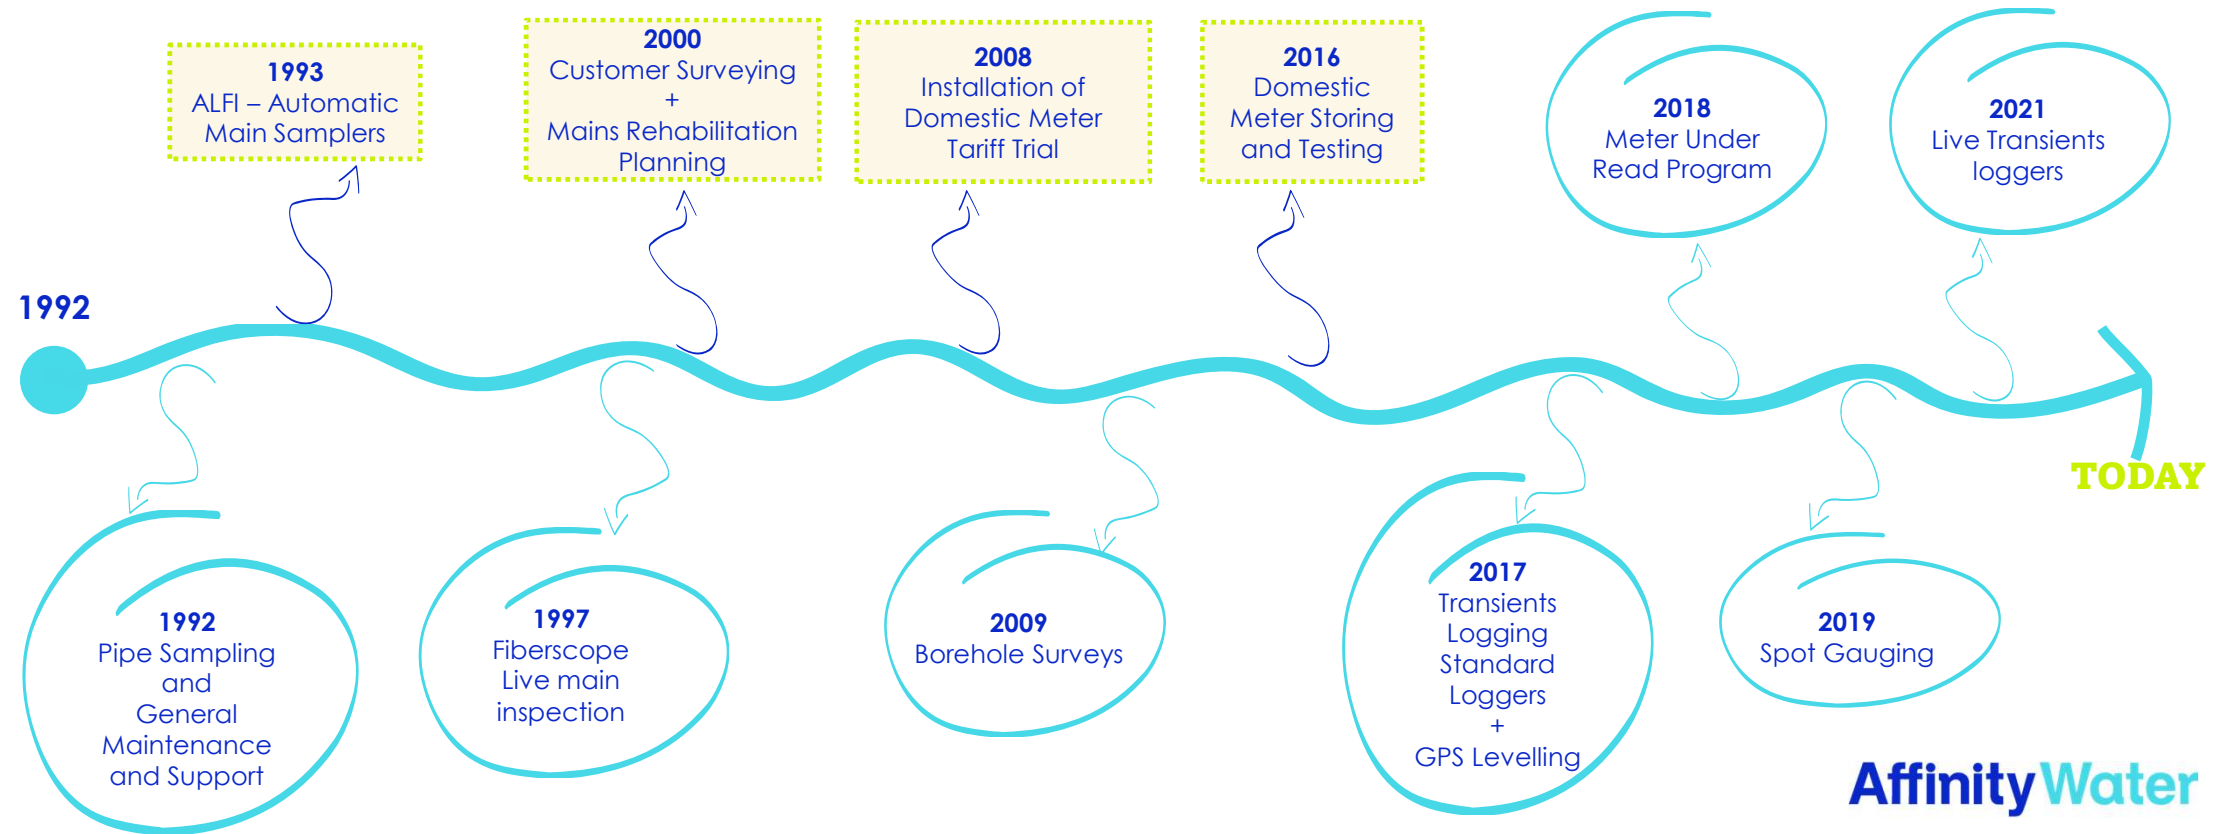 1993
ALFI – Automatic
Main Samplers
2000
Customer Surveying
+
Mains Rehabilitation
Planning
2008
Installation of
Domestic Meter
Tariff Trial
2016
Domestic
Meter Storing
and Testing
2018
Meter Under
Read Program
2021
Live Transients
loggers
1992
TODAY
1992
Pipe Sampling
and
General
Maintenance
and Support
1997
Fiberscope
Live main
inspection
2009
Borehole Surveys
2017
Transients
Logging
Standard
Loggers
+
GPS Levelling
2019
Spot Gauging
AffinityWater